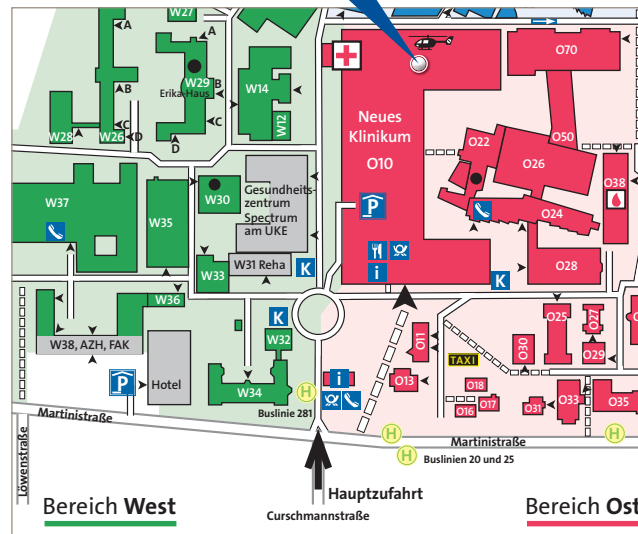 W27
A
A
O70
W29
B
B
Erika-Haus
W14
Neues
Klinikum
O10
W12
C
C
W28
W26
D
D
O22
O50
O26
O38
Gesundheits-
zentrum
Spectrum
am UKE
W37
W35
W30
P
O24
W31 Reha
W33
K
i
K
O28
W36
K
O25
O27
O11
W38, AZH, FAK
W32
O30
O29
TAXI
P
Hotel
W34
i
O13
O18
O16
O17
O31
O33
O35
H
Buslinie 281
Martinistraße
H
H
H
Martinistraße
Buslinien 20 und 25
Löwenstraße
Hauptzufahrt
Bereich West
Curschmannstraße
Bereich Ost